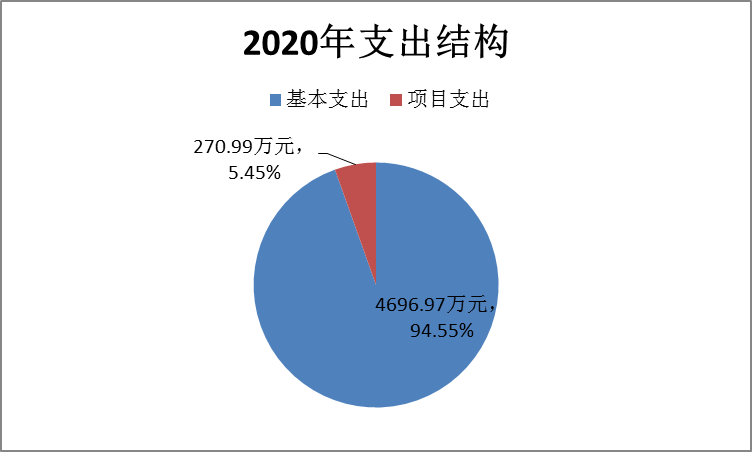 2020年支出结构
基本支出 项目支出
270.99万元，
5.45%
4696.97万元，
94.55%